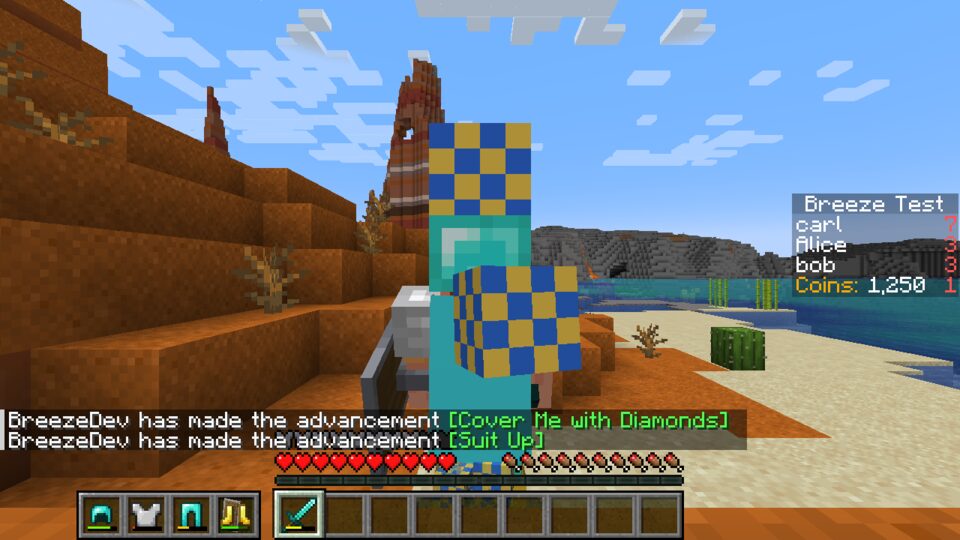 Breeze Test
carl 7
Alice 3
bob 3
Coins: 1,250 1
BreezeDev has made the advancement [Cover Me with Diamonds]
BreezeDev has made the advancement [Suit Up]